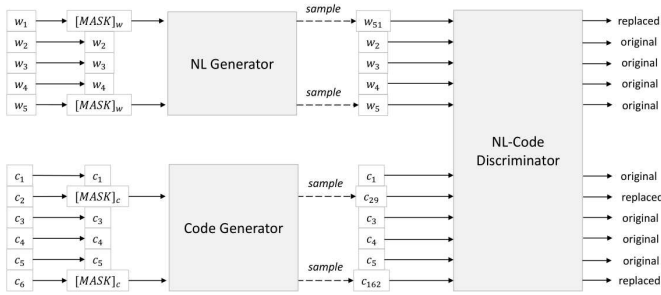 sample
w₁ [MASK]w w₅₁ replaced
w₂ w₂ w₂ original
w₃ w₃ NL Generator w₃ original
w₄ w₄ w₄ original
w₅ [MASK]w sample w₅ original
NL-Code
Discriminator
c₁ c₁ c₁ original
c₂ [MASK]c sample c₂₉ replaced
c₃ c₃ c₃ original
c₄ c₄ Code Generator c₄ original
c₅ c₅ c₅ original
c₆ [MASK]c sample c₁₆₂ replaced